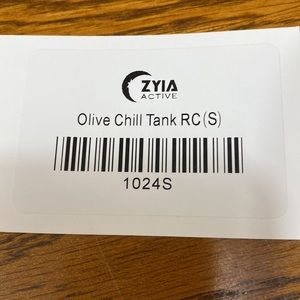 ZYIA
ACTIVE
Olive Chill Tank RC(S)
1024S